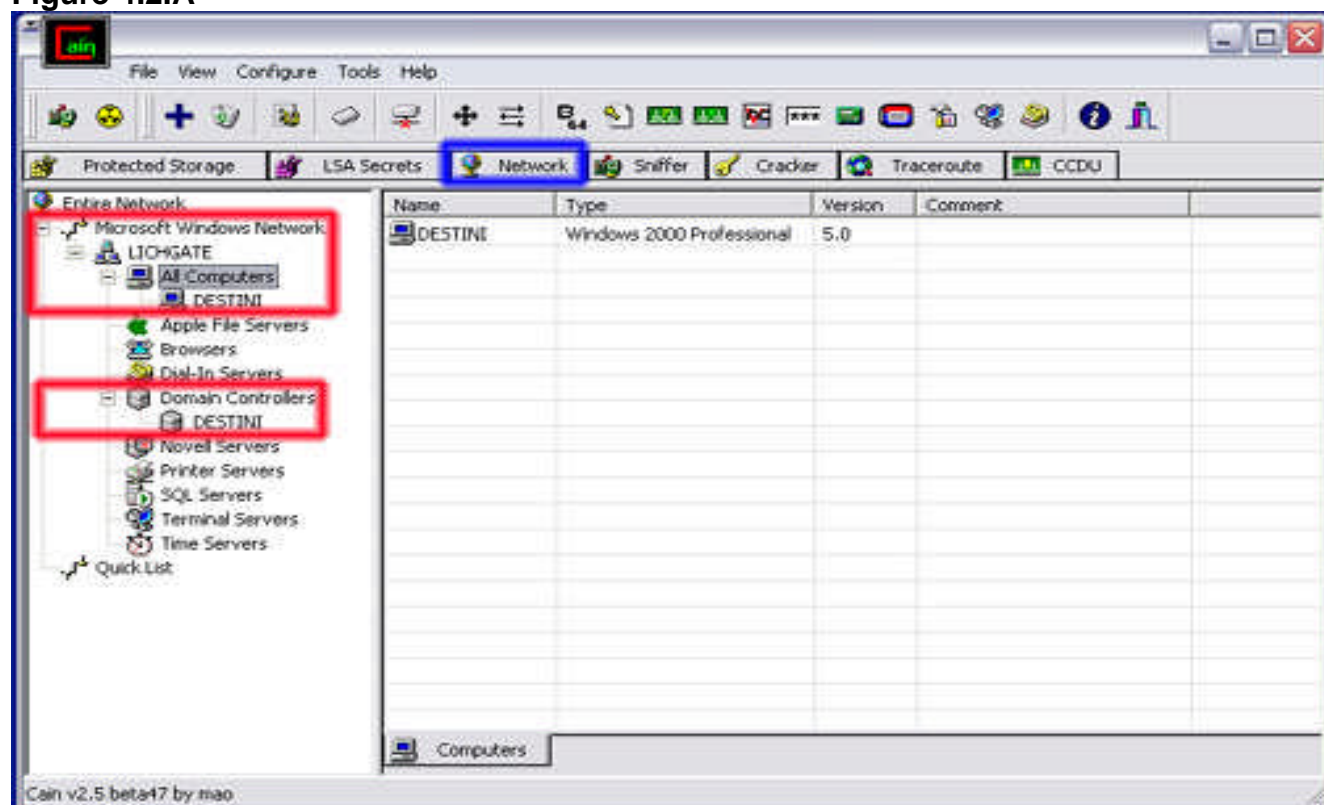 Figure 4.2.A
Cain
File View Configure Tools Help
Protected Storage LSA Secrets Network Sniffer Cracker Traceroute CCDU
Entire Network
Microsoft Windows Network
LICHGATE
All Computers
DESTINI
Apple File Servers
Browsers
Dial-In Servers
Domain Controllers
DESTINI
Novell Servers
Printer Servers
SQL Servers
Terminal Servers
Time Servers
Quick List
Name Type Version Comment
DESTINI Windows 2000 Professional 5.0
Computers
Cain v2.5 beta47 by mao